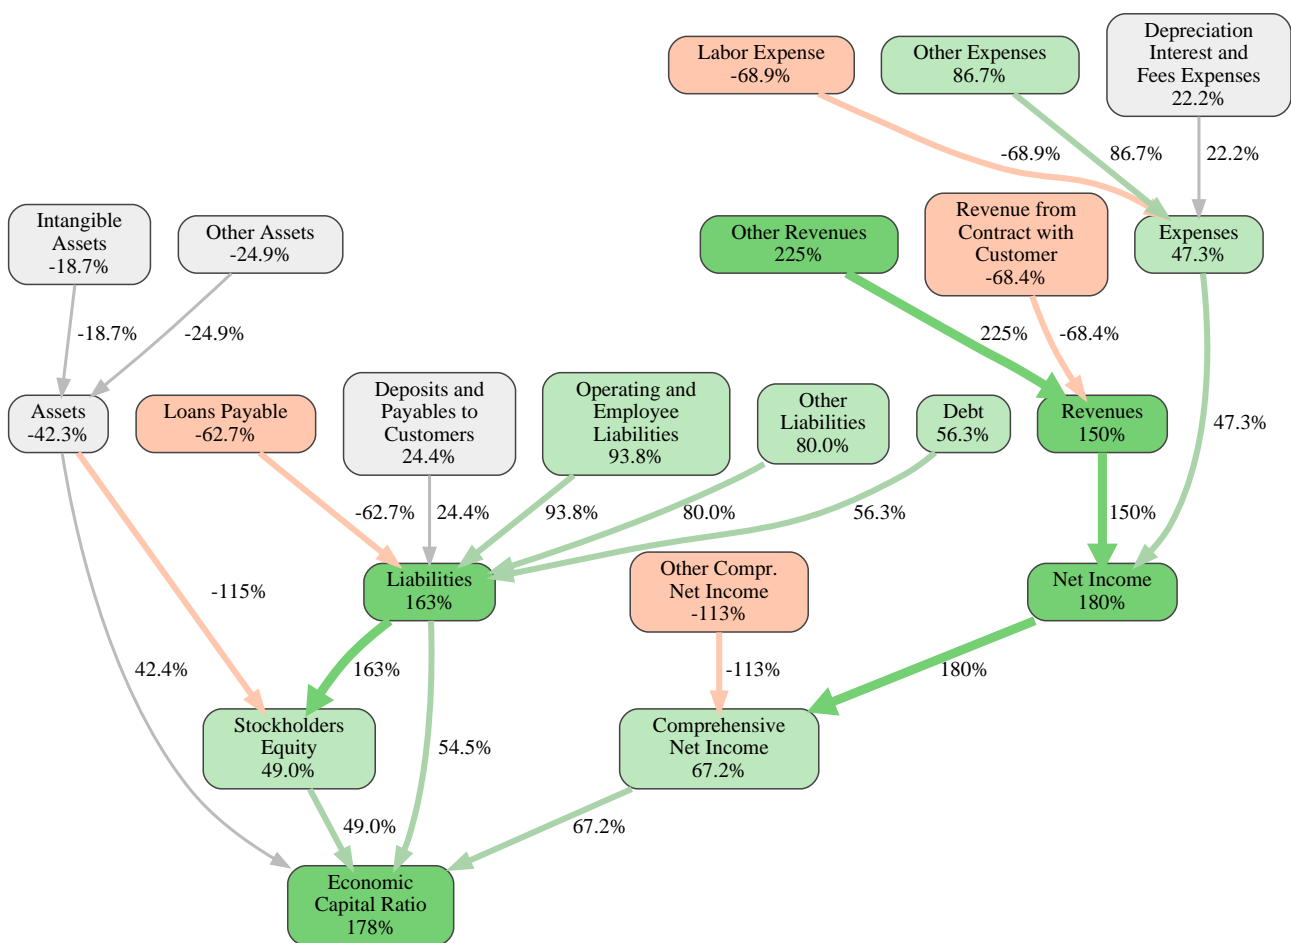 Depreciation
Interest and
Fees Expenses
22.2%
Labor Expense
-68.9%
Other Expenses
86.7%
-68.9%
86.7%
22.2%
Intangible
Assets
-18.7%
Other Assets
-24.9%
Other Revenues
225%
Revenue from
Contract with
Customer
-68.4%
Expenses
47.3%
-18.7%
-24.9%
225%
-68.4%
47.3%
Assets
-42.3%
Loans Payable
-62.7%
Deposits and
Payables to
Customers
24.4%
Operating and
Employee
Liabilities
93.8%
Other
Liabilities
80.0%
Debt
56.3%
Revenues
150%
-62.7%
24.4%
93.8%
80.0%
56.3%
150%
-115%
Liabilities
163%
Other Compr.
Net Income
-113%
Net Income
180%
42.4%
163%
-113%
180%
Stockholders
Equity
49.0%
54.5%
Comprehensive
Net Income
67.2%
49.0%
67.2%
Economic
Capital Ratio
178%